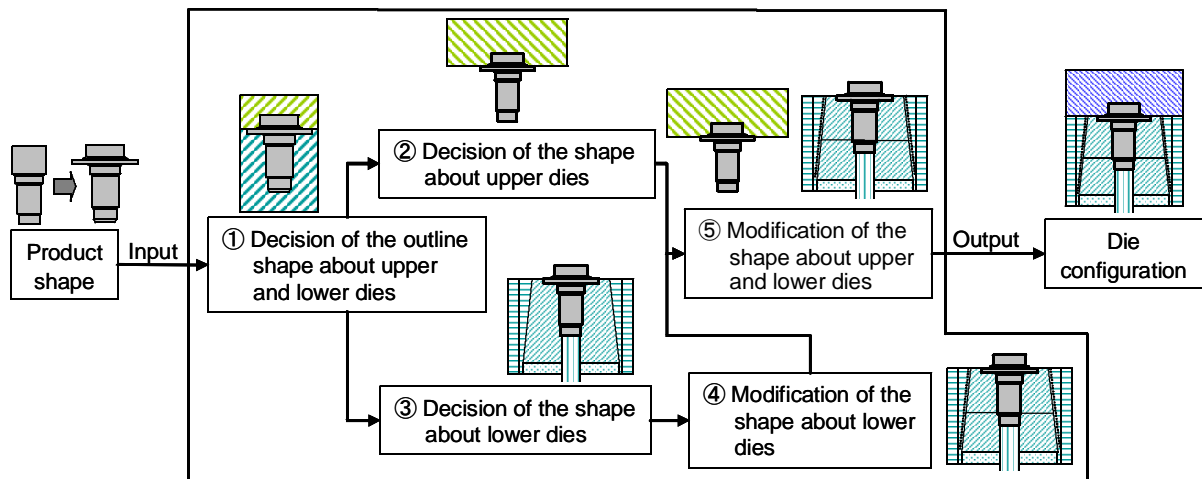 Product
shape
Input
① Decision of the outline
shape about upper
and lower dies
② Decision of the shape
about upper dies
③ Decision of the shape
about lower dies
④ Modification of the
shape about lower
dies
⑤ Modification of the
shape about upper
and lower dies
Output
Die
configuration